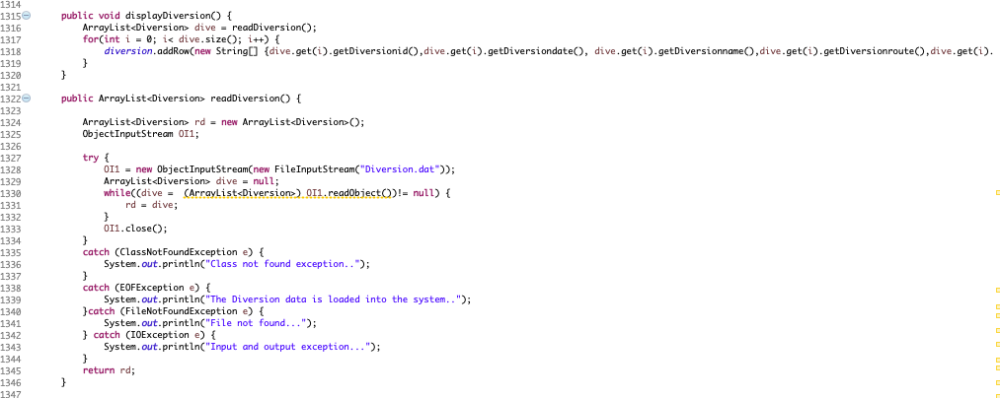 1314
1315 public void displayDiversion() {
1316 ArrayList<Diversion> dive = readDiversion();
1317 for(int i = 0; i< dive.size(); i++) {
1318 diversion.addRow(new String[] {dive.get(i).getDiversionid(),dive.get(i).getDiversiondate(), dive.get(i).getDiversionname(),dive.get(i).getDiversionroute(),dive.get(i).
1319 }
1320 }
1321
1322 public ArrayList<Diversion> readDiversion() {
1323
1324 ArrayList<Diversion> rd = new ArrayList<Diversion>();
1325 ObjectInputStream OI1;
1326
1327 try {
1328 OI1 = new ObjectInputStream(new FileInputStream("Diversion.dat"));
1329 ArrayList<Diversion> dive = null;
1330 while((dive =  (ArrayList<Diversion>) OI1.readObject())!= null) {
1331 rd = dive;
1332 }
1333 OI1.close();
1334 }
1335 catch (ClassNotFoundException e) {
1336 System.out.println("Class not found exception..");
1337 }
1338 catch (EOFException e) {
1339 System.out.println("The Diversion data is loaded into the system..");
1340 }catch (FileNotFoundException e) {
1341 System.out.println("File not found...");
1342 } catch (IOException e) {
1343 System.out.println("Input and output exception...");
1344 }
1345 return rd;
1346 }
1347